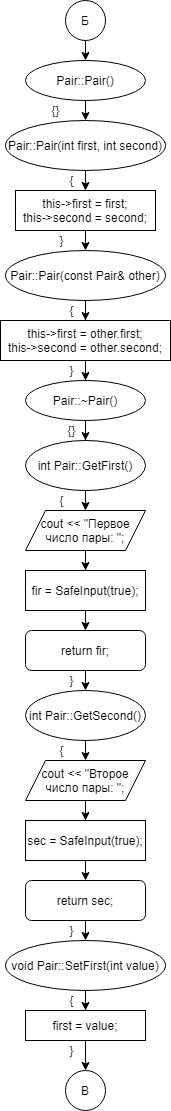 Б
Pair::Pair()
{}
Pair::Pair(int first, int second)
{
this->first = first;
this->second = second;
}
Pair::Pair(const Pair& other)
{
this->first = other.first;
this->second = other.second;
}
Pair::~Pair()
{}
int Pair::GetFirst()
{
cout << "Первое
число пары: ";
fir = SafeInput(true);
return fir;
}
int Pair::GetSecond()
{
cout << "Второе
число пары: ";
sec = SafeInput(true);
return sec;
}
void Pair::SetFirst(int value)
{
first = value;
}
В